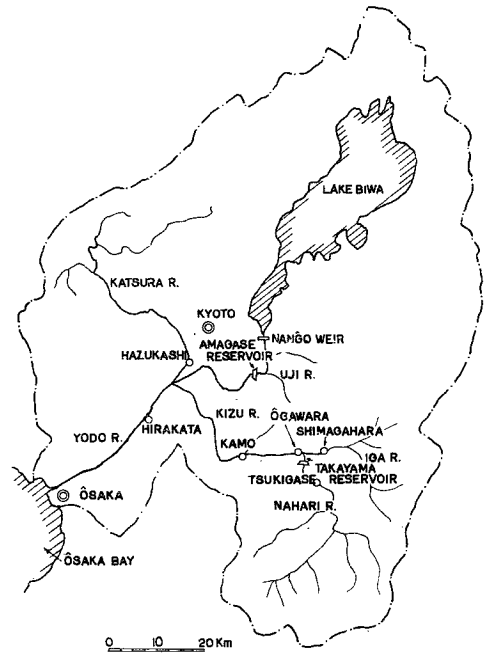 LAKE BIWA
KATSURA R.
KYOTO
NANGŌ WEIR
AMAGASE
RESERVOIR
HAZUKASHI
UJI R.
KIZU R.
ÔGAWARA
SHIMAGAHARA
HIRAKATA
YODO R.
KAMO
IGA R.
TAKAYAMA
TSUKIGASE RESERVOIR
NAHARI R.
ÔSAKA
ÔSAKA BAY
0 10 20 Km